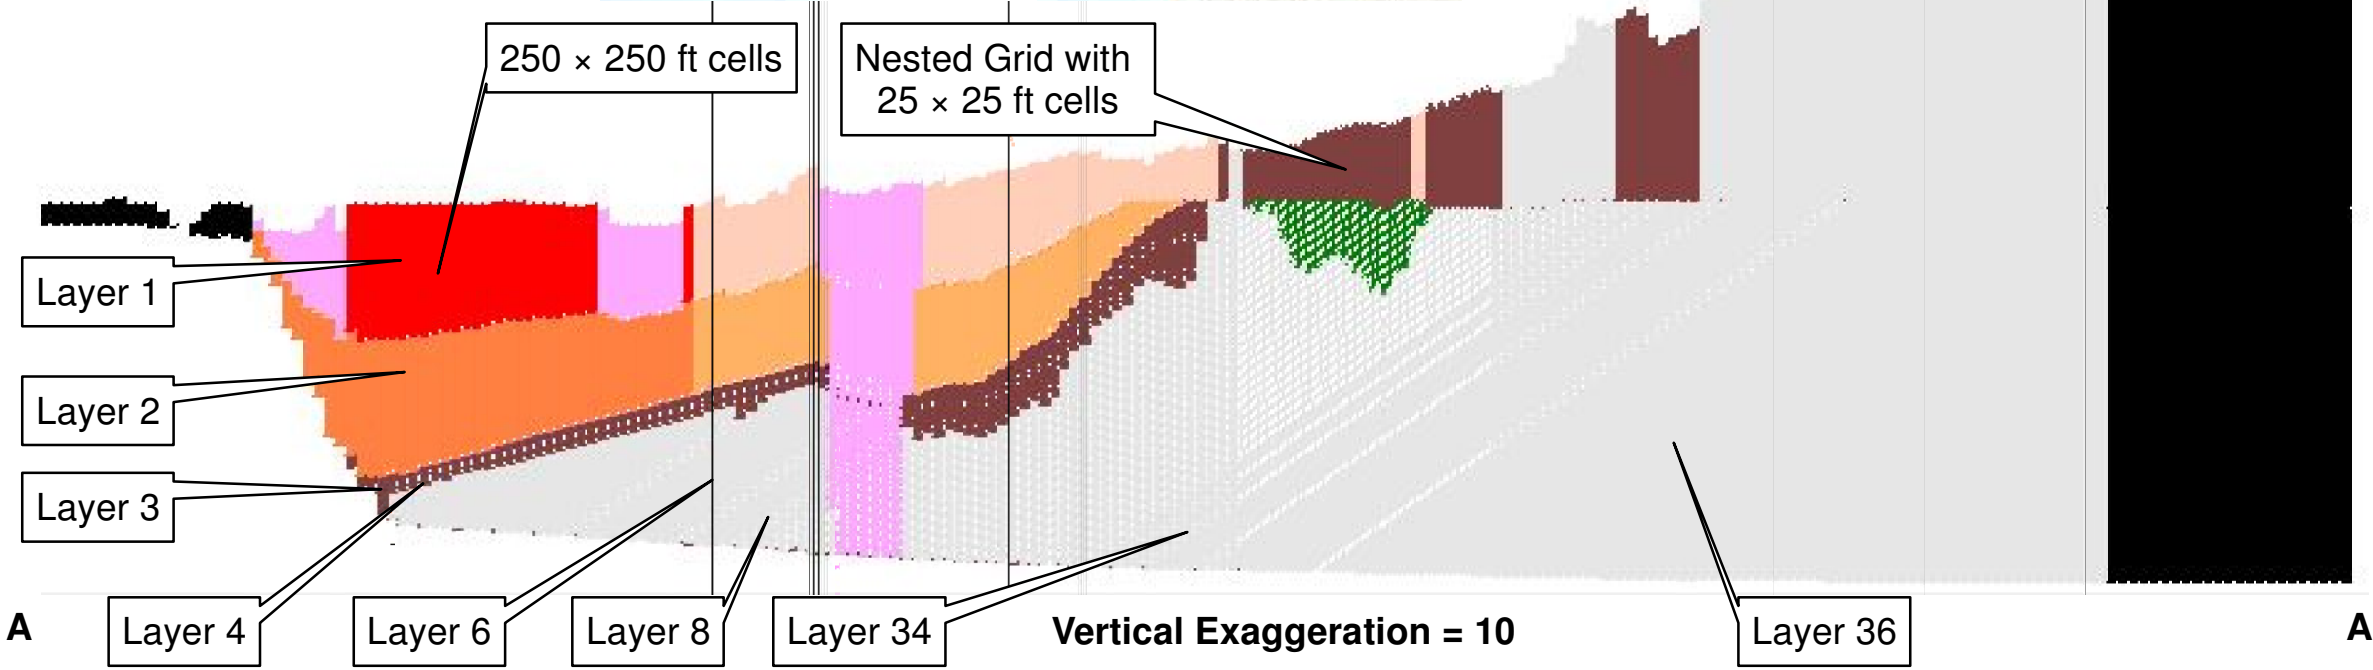 250 × 250 ft cells
Nested Grid with
25 × 25 ft cells
Layer 1
Layer 2
Layer 3
Layer 4
Layer 6
Layer 8
Layer 34
Layer 36
A
Vertical Exaggeration = 10
A